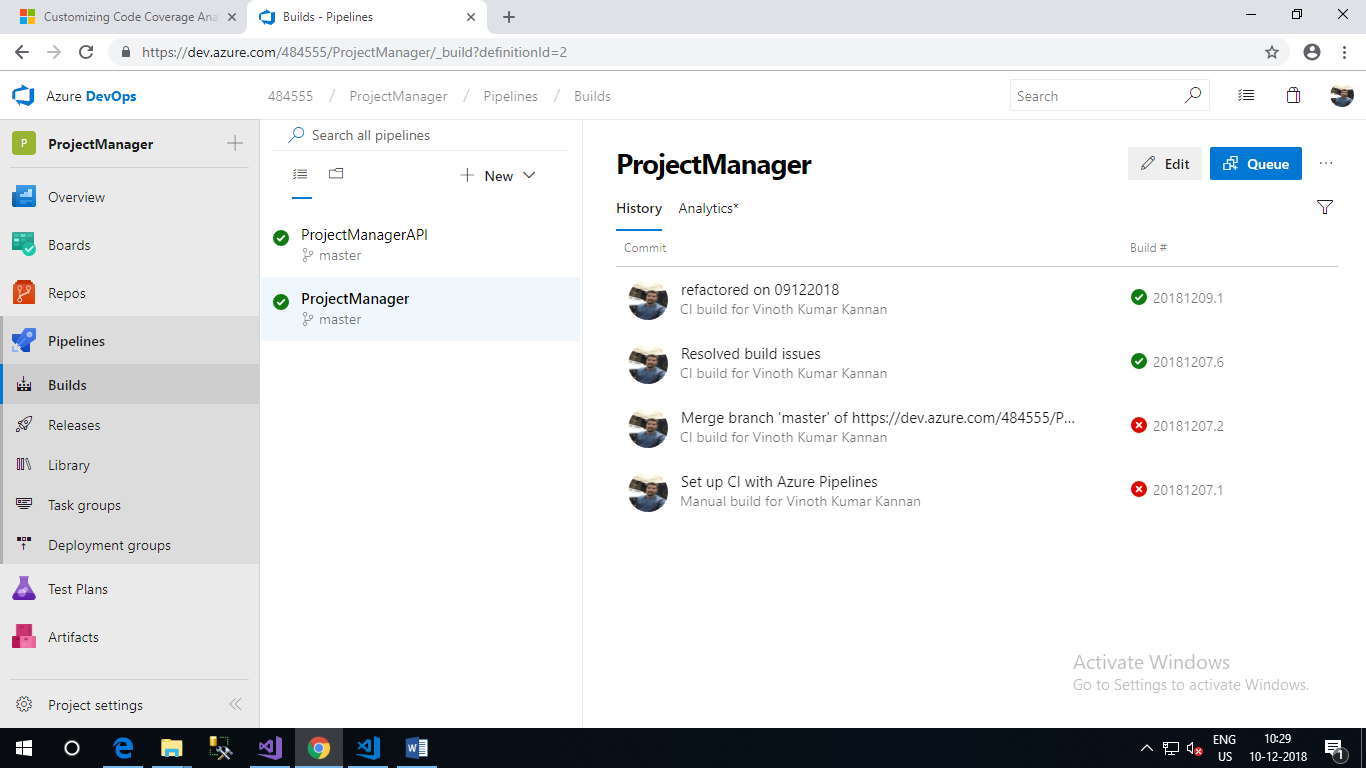 Customizing Code Coverage Ana
Builds - Pipelines
https://dev.azure.com/484555/ProjectManager/_build?definitionId=2
Azure DevOps
484555 / ProjectManager / Pipelines / Builds
Search
P
ProjectManager
Overview
Boards
Repos
Pipelines
Builds
Releases
Library
Task groups
Deployment groups
Test Plans
Artifacts
Project settings
Search all pipelines
New
ProjectManagerAPI
master
ProjectManager
master
ProjectManager
Edit
Queue
History
Analytics*
Commit
Build #
refactored on 09122018
CI build for Vinoth Kumar Kannan
20181209.1
Resolved build issues
CI build for Vinoth Kumar Kannan
20181207.6
Merge branch 'master' of https://dev.azure.com/484555/P...
CI build for Vinoth Kumar Kannan
20181207.2
Set up CI with Azure Pipelines
Manual build for Vinoth Kumar Kannan
20181207.1
Activate Windows
Go to Settings to activate Windows.
ENG
US
10:29
10-12-2018
1